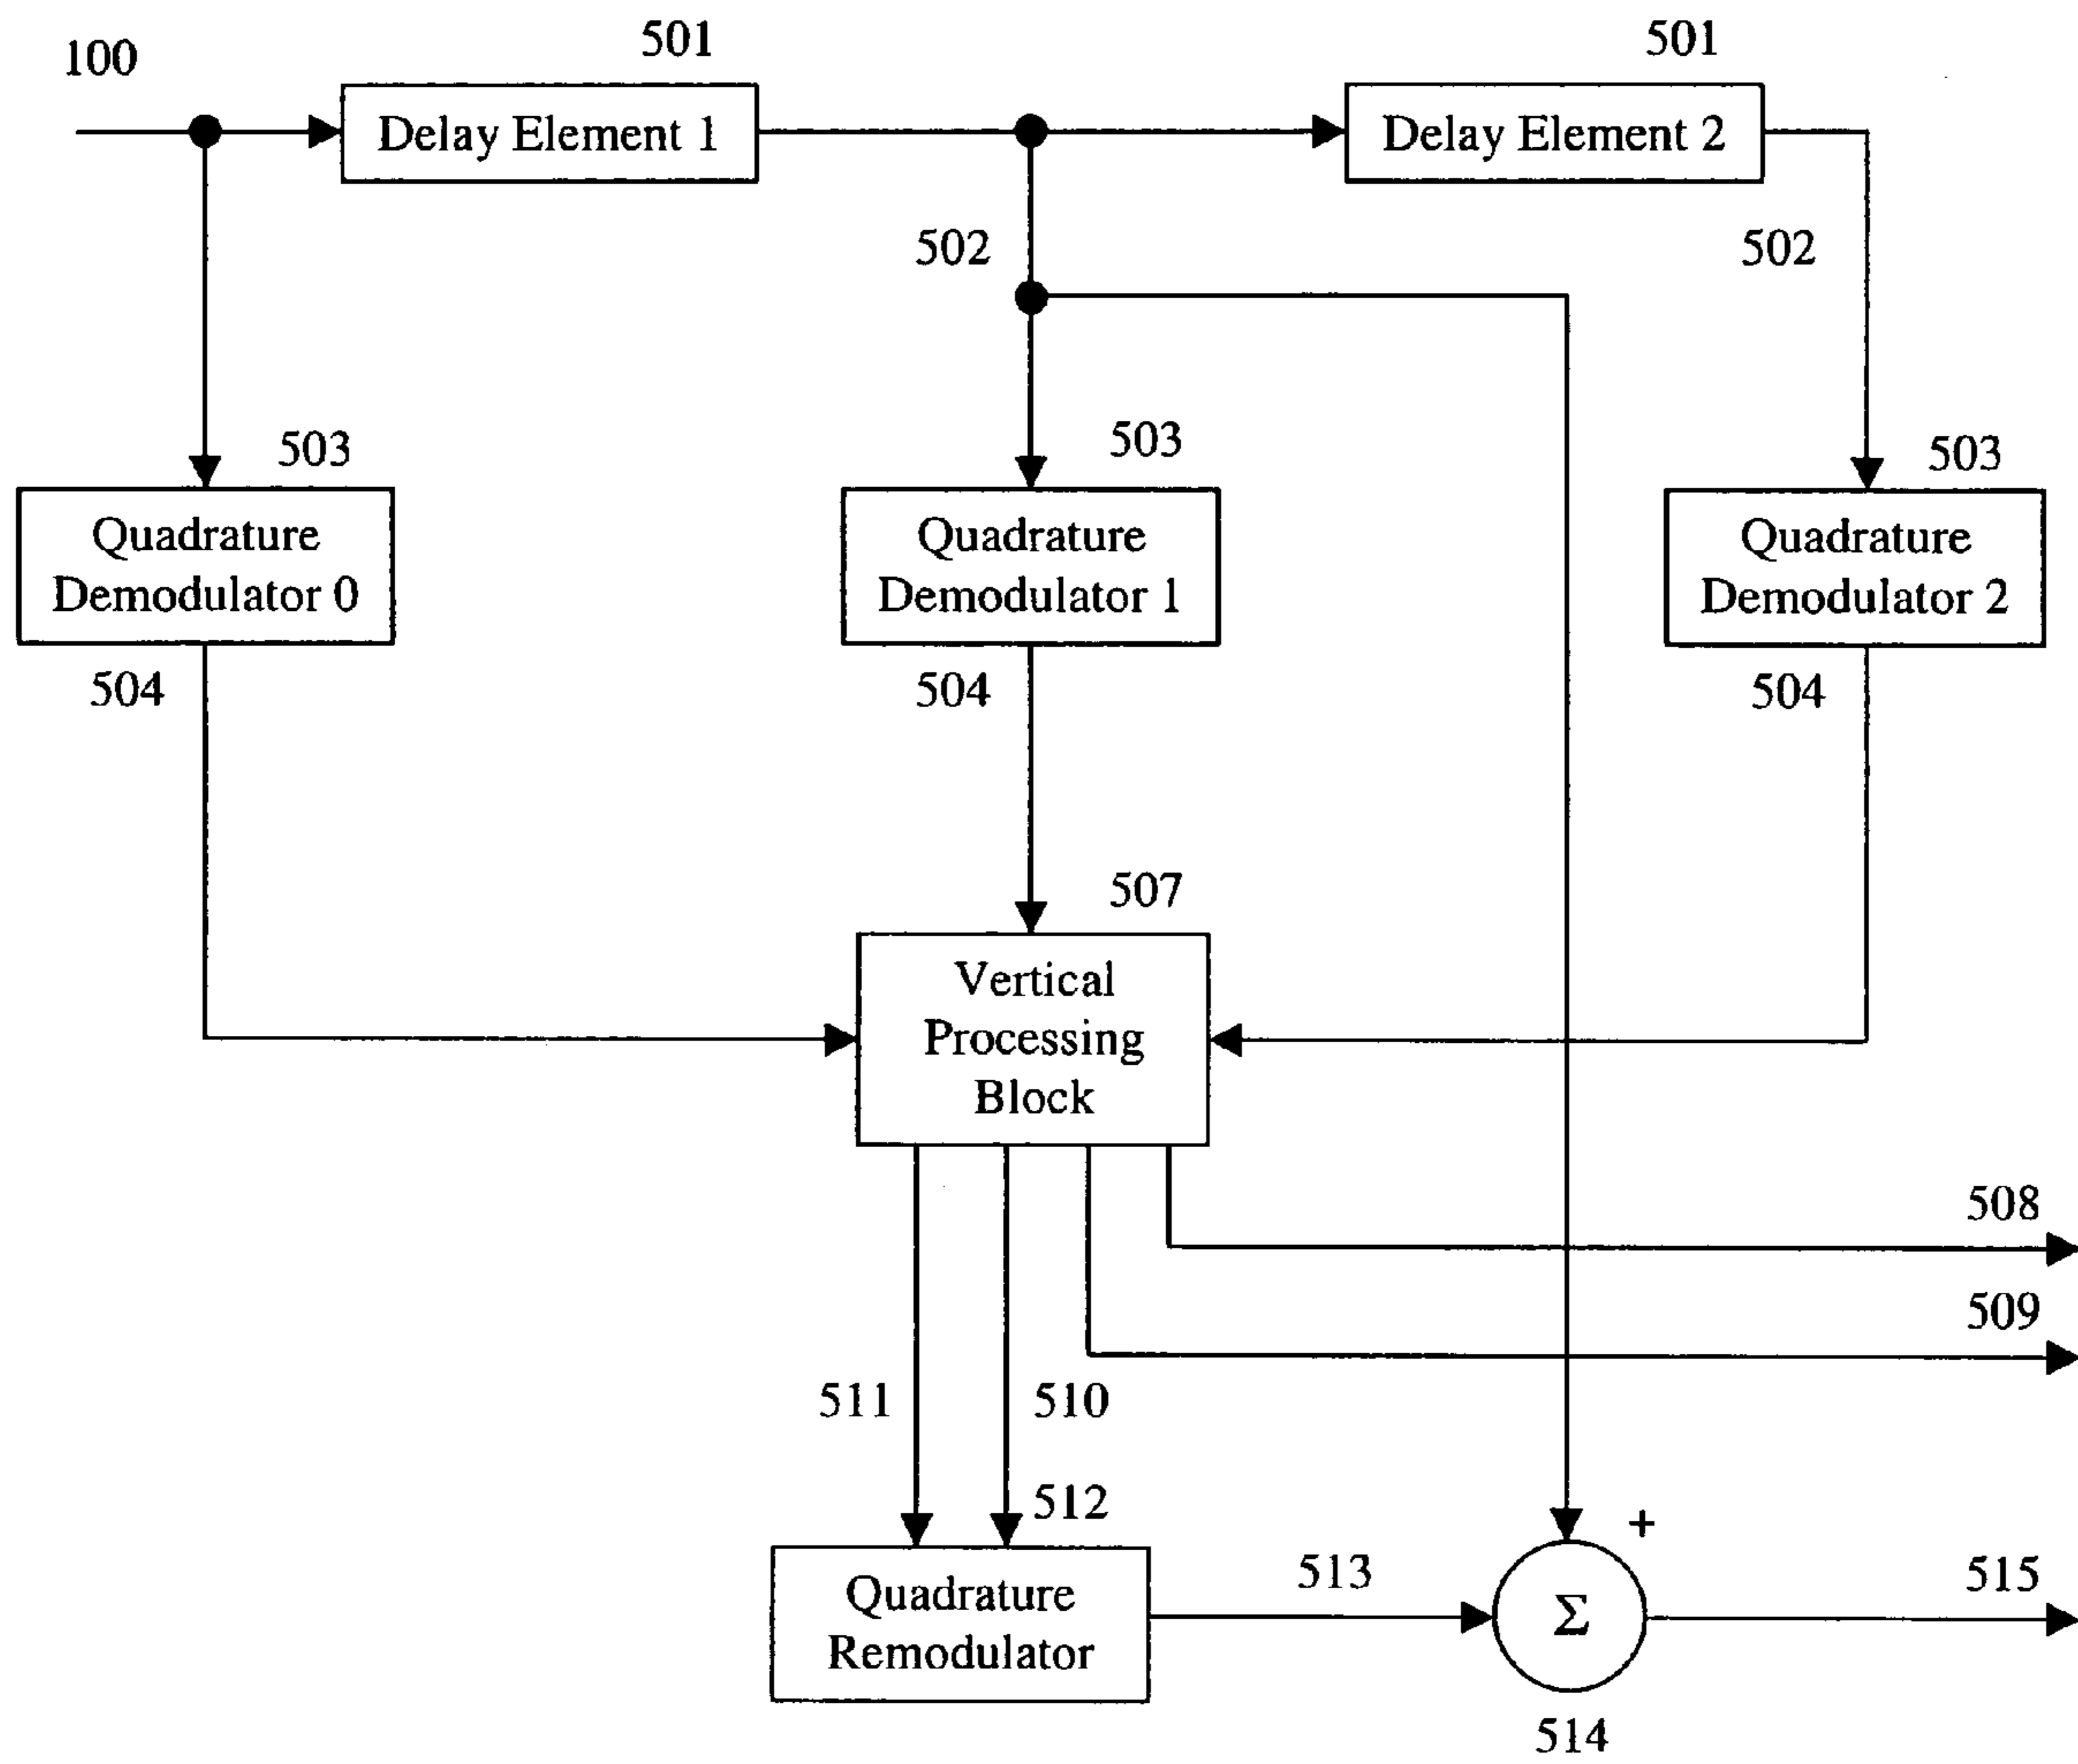 100
501
501
Delay Element 1
Delay Element 2
502
502
503
503
503
Quadrature
Demodulator 0
Quadrature
Demodulator 1
Quadrature
Demodulator 2
504
504
504
507
Vertical
Processing
Block
508
509
511
510
512
+
Quadrature
Remodulator
513
Σ
515
514